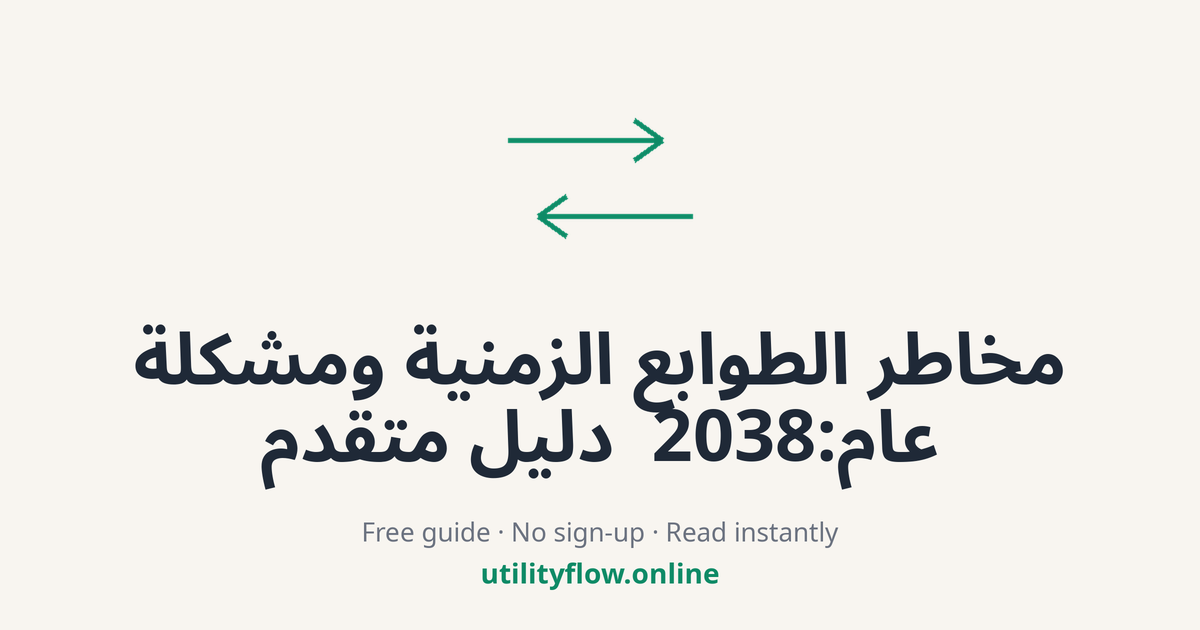 مخاطر الطوابع الزمنية ومشكلة
عام:2038 دليل متقدم
Free guide · No sign-up · Read instantly
utilityflow.online